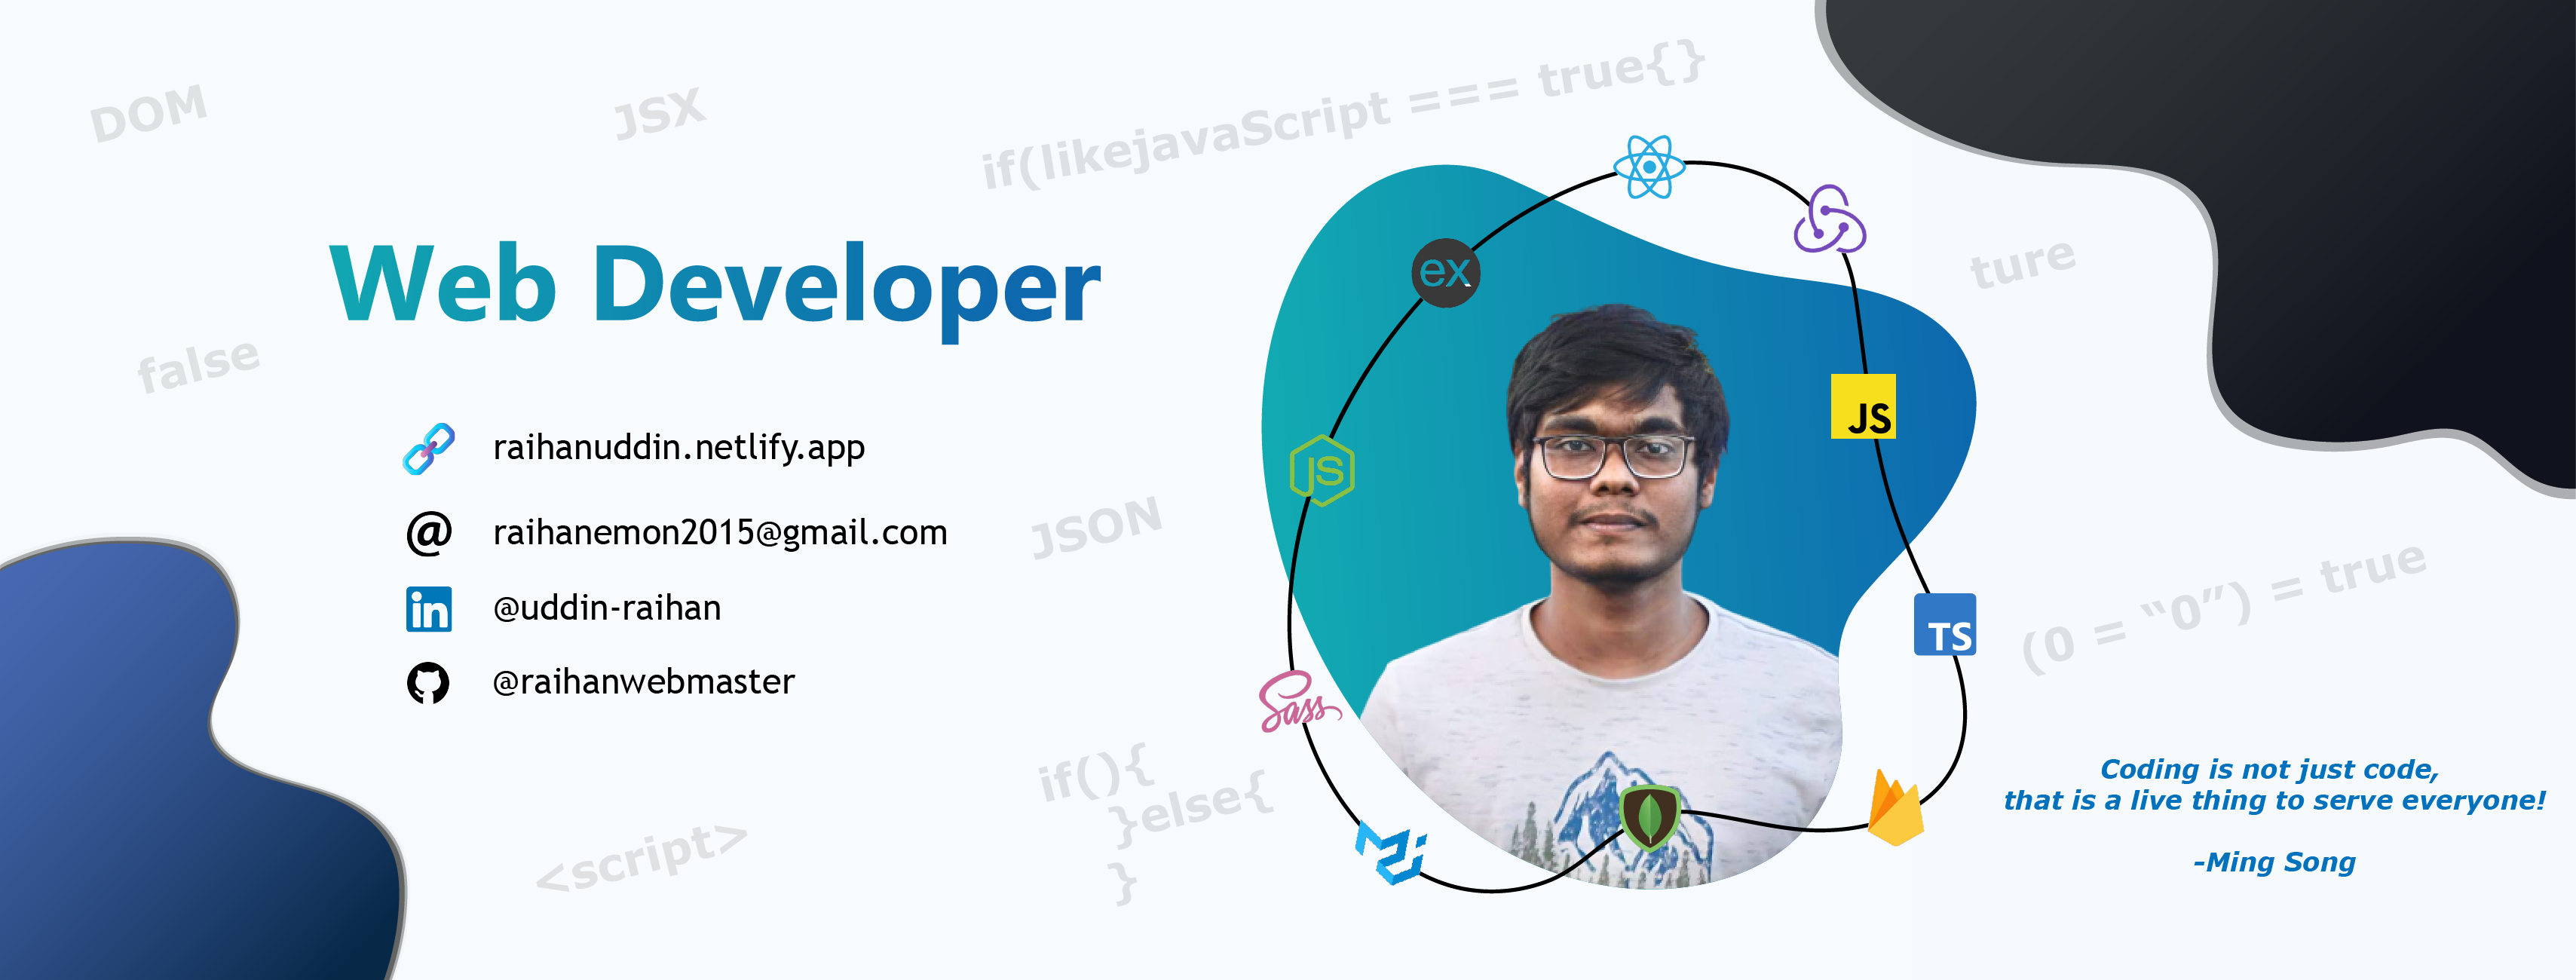 DOM
JSX
if(likejavaScript === true{}
Web Developer
ture
false
raihanuddin.netlify.app
@ raihanemon2015@gmail.com
in @uddin-raihan
@raihanwebmaster
JSON
ex
JS
JS
TS
Sass
(0 = “0”) = true
if(){
}else{
}
<script>
Coding is not just code,
that is a live thing to serve everyone!
-Ming Song